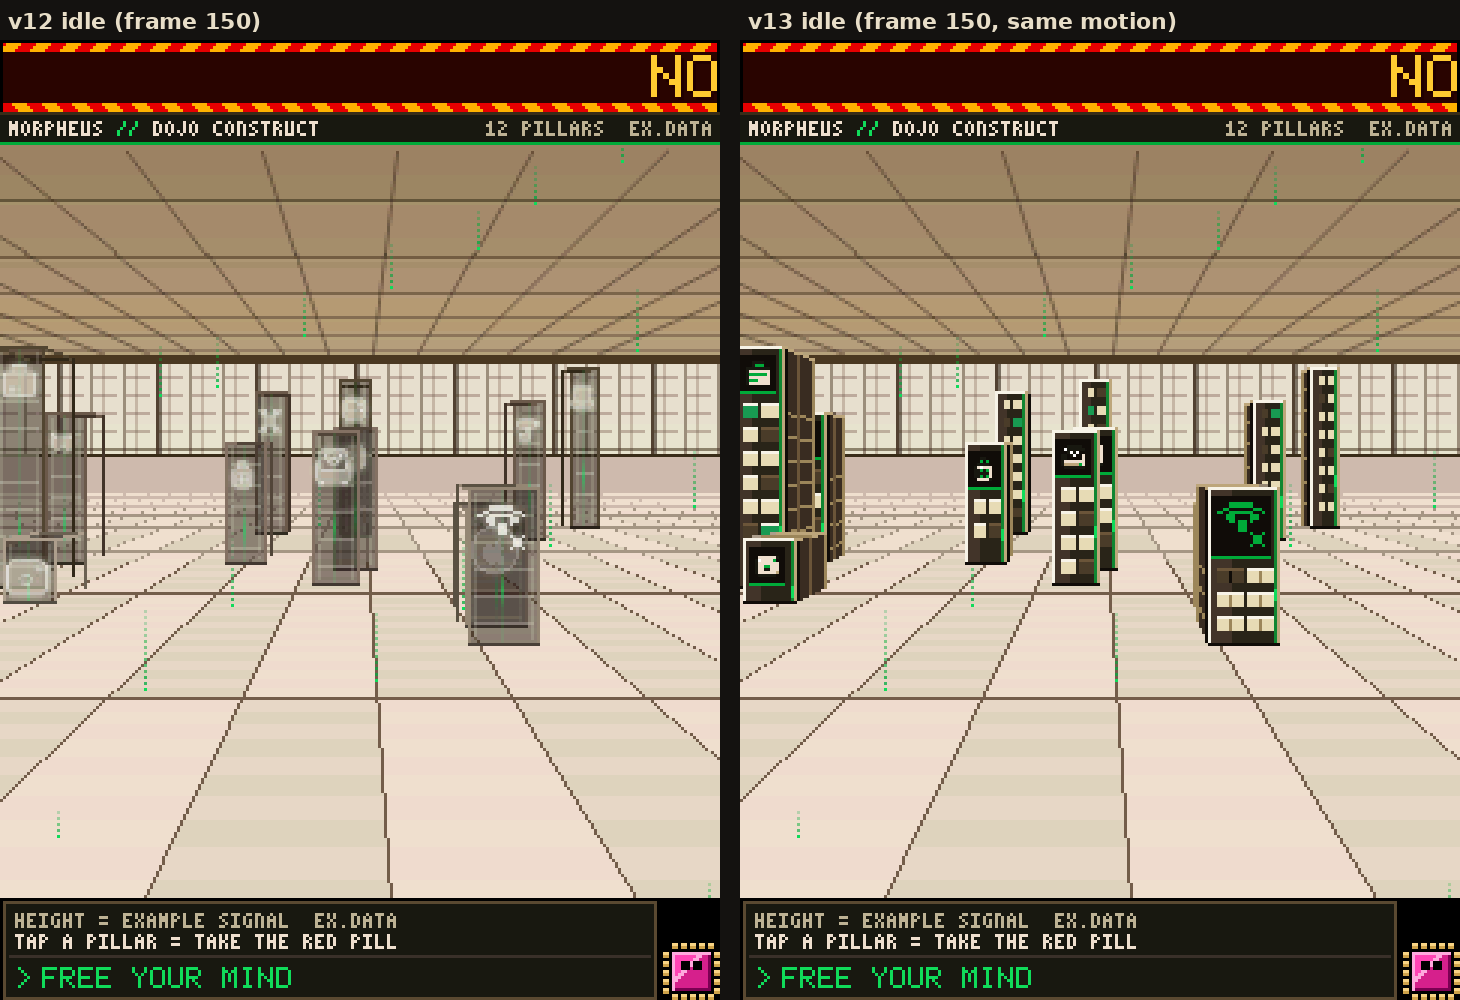 v12 idle (frame 150)
NO
MORPHEUS // DOJO CONSTRUCT 12 PILLARS EX.DATA
HEIGHT = EXAMPLE SIGNAL EX.DATA
TAP A PILLAR = TAKE THE RED PILL
> FREE YOUR MIND
v13 idle (frame 150, same motion)
NO
MORPHEUS // DOJO CONSTRUCT 12 PILLARS EX.DATA
HEIGHT = EXAMPLE SIGNAL EX.DATA
TAP A PILLAR = TAKE THE RED PILL
> FREE YOUR MIND